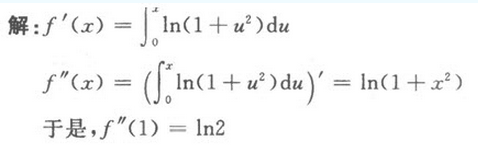 解:f′(x) = ∫₀ˣ ln(1+u²)du
f″(x) = (∫₀ˣ ln(1+u²)du)′ = ln(1+x²)
于是,f″(1) = ln2